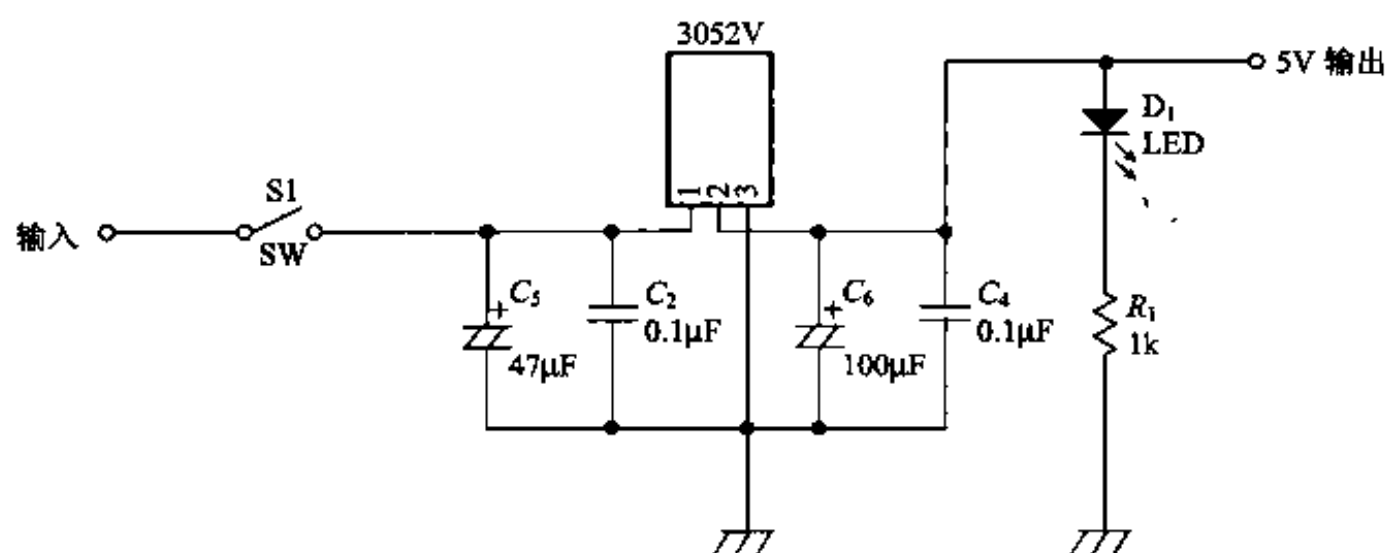 3052V
1 2 3
5V 输出
D₁
LED
S1
SW
输入
+ C₅
47μF
C₂
0.1μF
+ C₆
100μF
C₄
0.1μF
R₁
1k